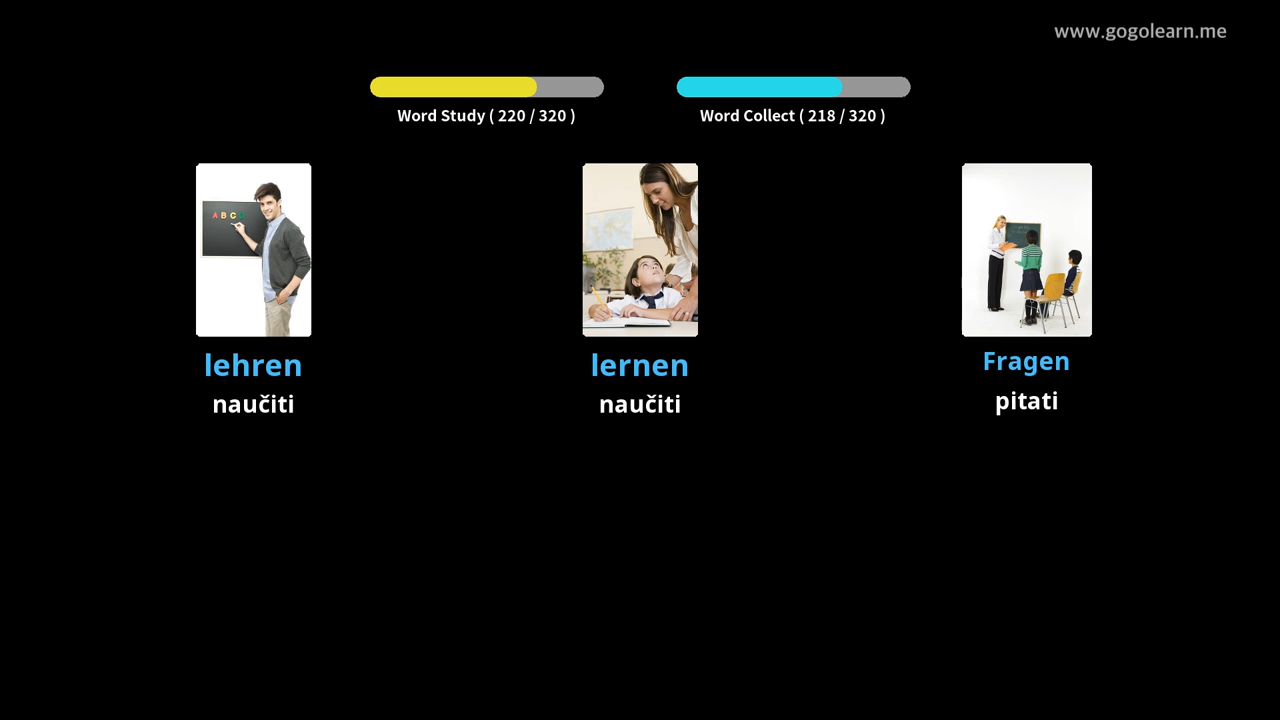 www.gogolearn.me
Word Study ( 220 / 320 )
Word Collect ( 218 / 320 )
A B C D
lehren
naučiti
lernen
naučiti
Fragen
pitati